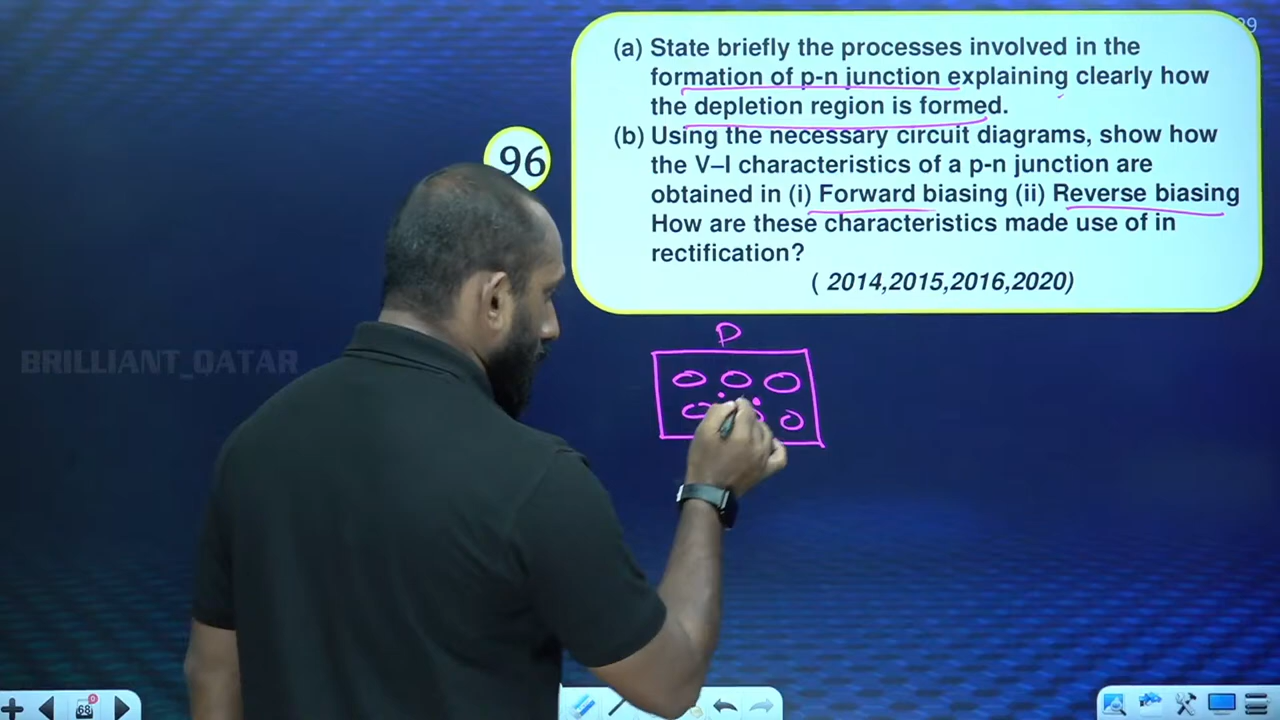 (a) State briefly the processes involved in the
formation of p-n junction explaining clearly how
the depletion region is formed.
(b) Using the necessary circuit diagrams, show how
the V–I characteristics of a p-n junction are
obtained in (i) Forward biasing (ii) Reverse biasing
How are these characteristics made use of in
rectification?
( 2014,2015,2016,2020)
96
P
BRILLIANT_QATAR
68